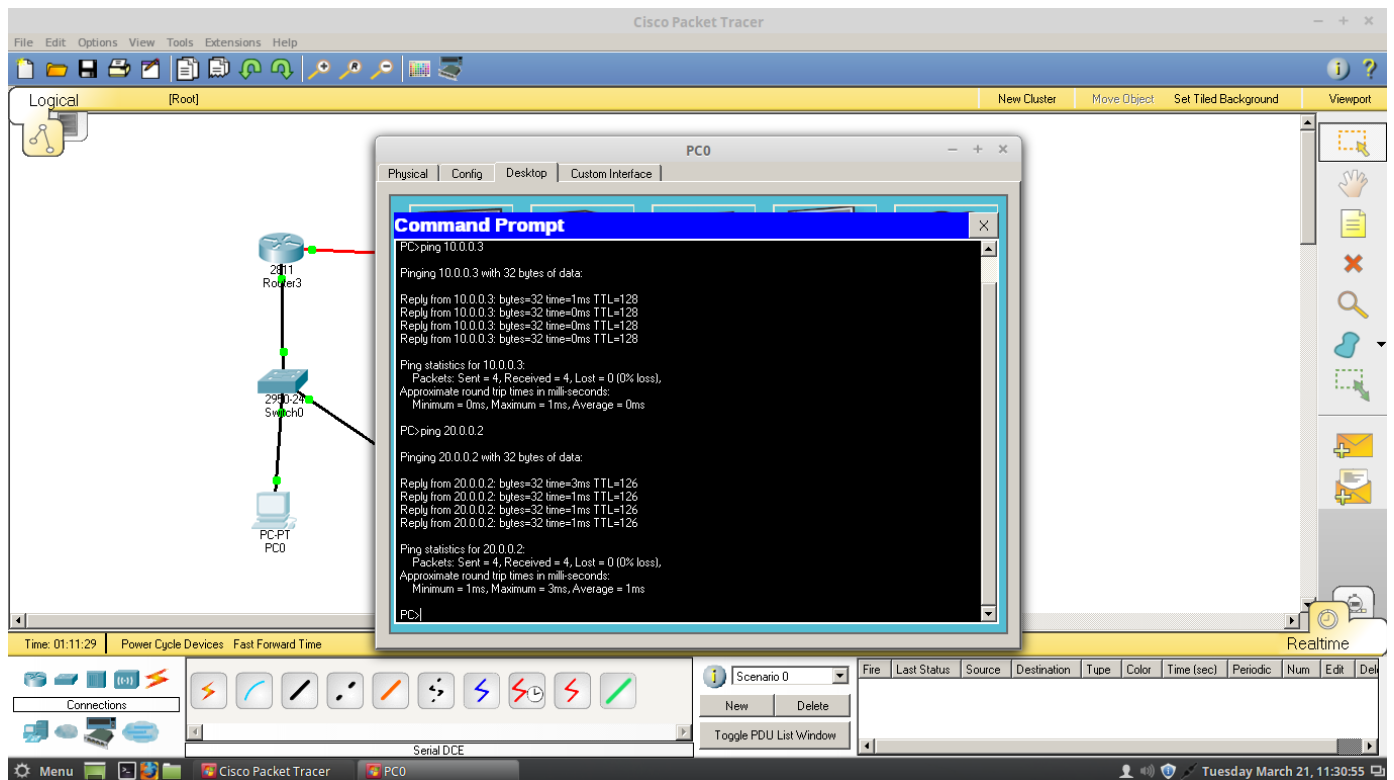 Cisco Packet Tracer
File Edit Options View Tools Extensions Help
Logical [Root] New Cluster Move Object Set Tiled Background Viewport
PC0
Physical Config Desktop Custom Interface
Command Prompt
PC>ping 10.0.0.3
Pinging 10.0.0.3 with 32 bytes of data:
Reply from 10.0.0.3: bytes=32 time=1ms TTL=128
Reply from 10.0.0.3: bytes=32 time=0ms TTL=128
Reply from 10.0.0.3: bytes=32 time=0ms TTL=128
Reply from 10.0.0.3: bytes=32 time=0ms TTL=128
Ping statistics for 10.0.0.3:
Packets: Sent = 4, Received = 4, Lost = 0 (0% loss),
Approximate round trip times in milli-seconds:
Minimum = 0ms, Maximum = 1ms, Average = 0ms
PC>ping 20.0.0.2
Pinging 20.0.0.2 with 32 bytes of data:
Reply from 20.0.0.2: bytes=32 time=3ms TTL=126
Reply from 20.0.0.2: bytes=32 time=1ms TTL=126
Reply from 20.0.0.2: bytes=32 time=1ms TTL=126
Reply from 20.0.0.2: bytes=32 time=1ms TTL=126
Ping statistics for 20.0.0.2:
Packets: Sent = 4, Received = 4, Lost = 0 (0% loss),
Approximate round trip times in milli-seconds:
Minimum = 1ms, Maximum = 3ms, Average = 1ms
PC>
2811
Router3
2950-24
Switch0
PC-PT
PC0
Time: 01:11:29 Power Cycle Devices Fast Forward Time Realtime
Connections
Serial DCE
Scenario 0
New Delete
Toggle PDU List Window
Fire Last Status Source Destination Type Color Time (sec) Periodic Num Edit Del
Menu Cisco Packet Tracer PC0 Tuesday March 21, 11:30:55